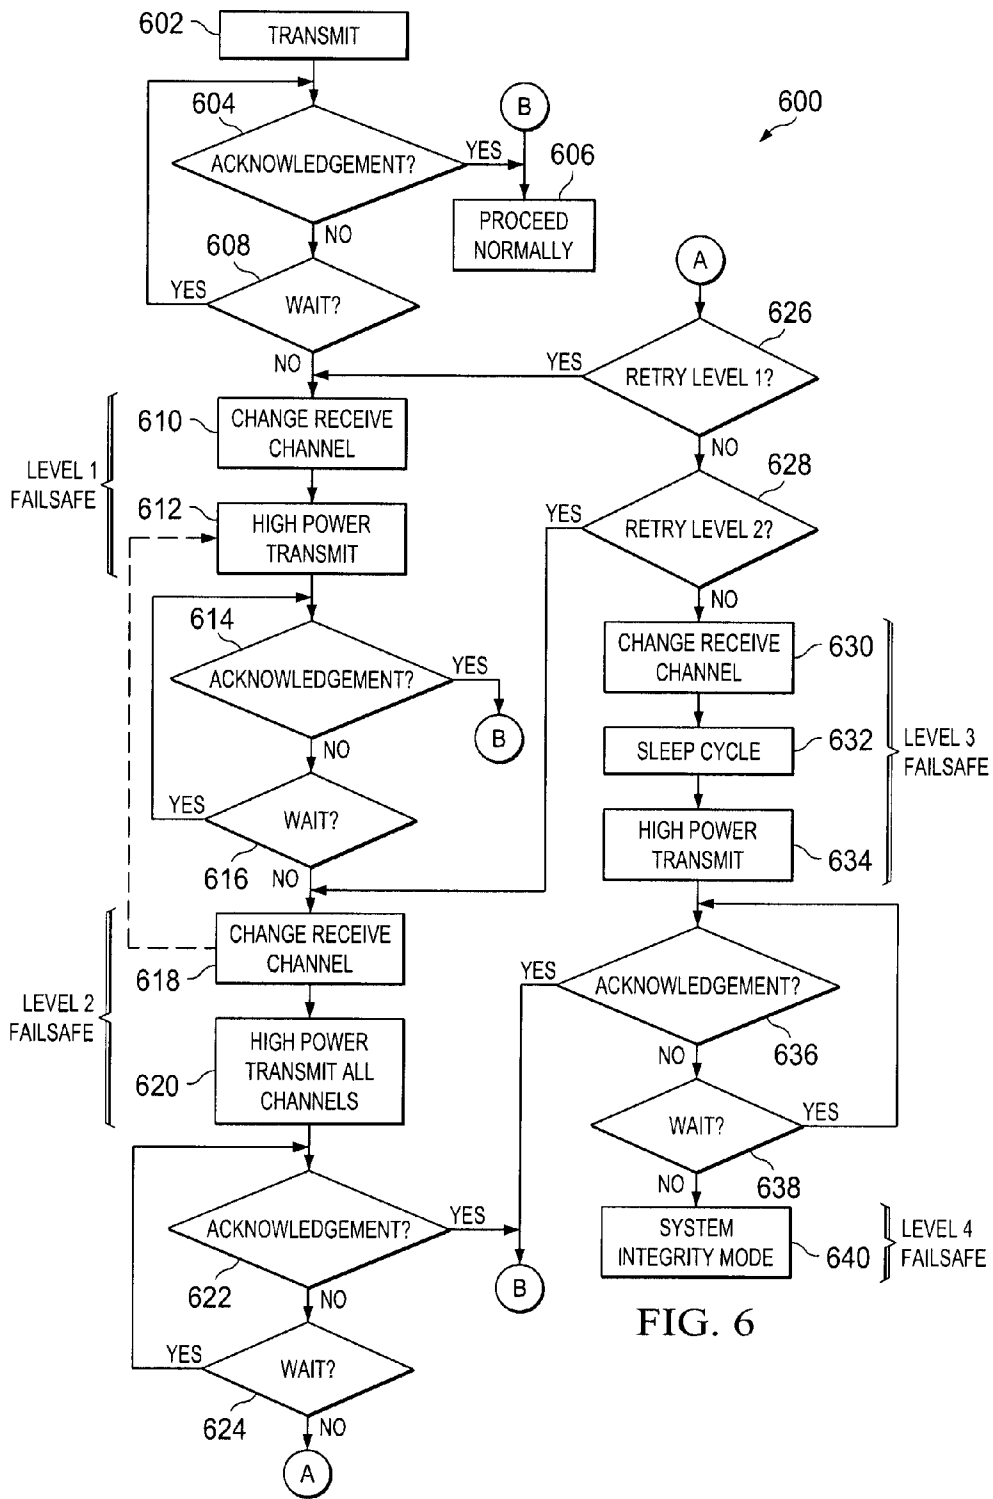 602
TRANSMIT
604
ACKNOWLEDGEMENT?
YES
NO
B
606
PROCEED
NORMALLY
600
608
WAIT?
YES
NO
A
626
RETRY LEVEL 1?
YES
NO
610
CHANGE RECEIVE
CHANNEL
LEVEL 1
FAILSAFE
612
HIGH POWER
TRANSMIT
628
RETRY LEVEL 2?
YES
NO
614
ACKNOWLEDGEMENT?
YES
B
NO
WAIT?
YES
616
NO
CHANGE RECEIVE
CHANNEL
630
SLEEP CYCLE
632
LEVEL 3
FAILSAFE
HIGH POWER
TRANSMIT
634
CHANGE RECEIVE
CHANNEL
618
LEVEL 2
FAILSAFE
620
HIGH POWER
TRANSMIT ALL
CHANNELS
YES
ACKNOWLEDGEMENT?
636
NO
WAIT?
YES
638
NO
ACKNOWLEDGEMENT?
YES
622
NO
B
SYSTEM
INTEGRITY MODE
640
LEVEL 4
FAILSAFE
WAIT?
YES
624
NO
A
FIG. 6